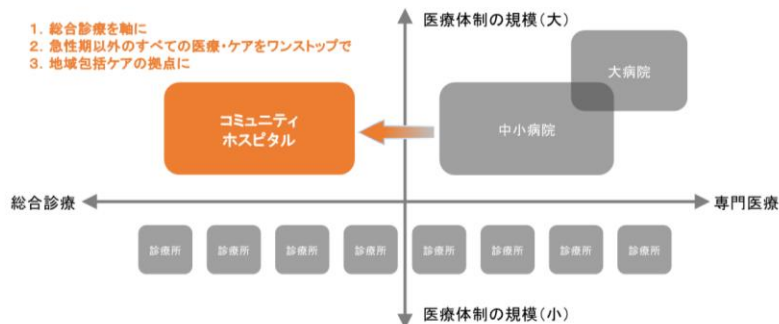 1. 総合診療を軸に
2. 急性期以外のすべての医療・ケアをワンストップで
3. 地域包括ケアの拠点に
医療体制の規模(大)
大病院
コミュニティ
ホスピタル
中小病院
総合診療
専門医療
診療所
診療所
診療所
診療所
診療所
診療所
診療所
診療所
医療体制の規模(小)